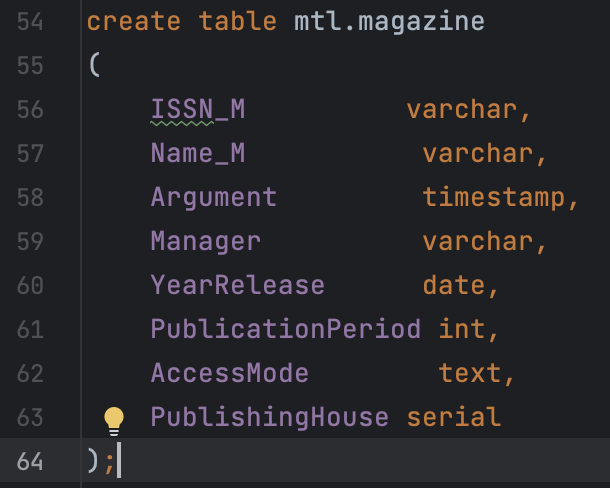 54 create table mtl.magazine
55 (
56 ISSN_M varchar,
57 Name_M varchar,
58 Argument timestamp,
59 Manager varchar,
60 YearRelease date,
61 PublicationPeriod int,
62 AccessMode text,
63 PublishingHouse serial
64 );